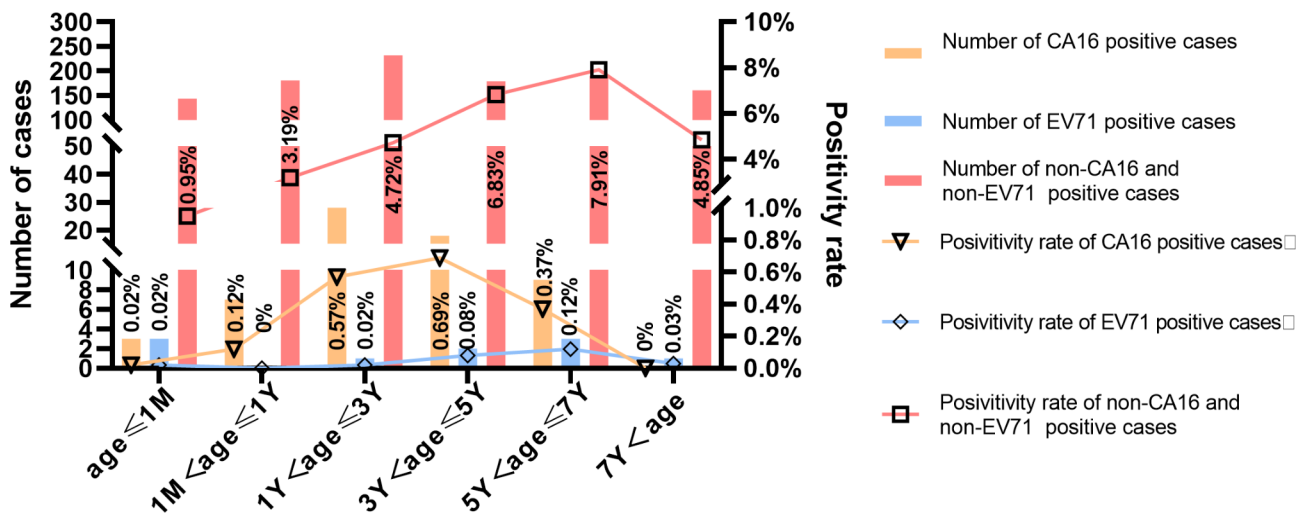 Number of cases
300
250
200
150
100
50
40
30
20
10
8
6
4
2
0
0.02%
0.02%
0.95%
0.12%
0%
3.19%
0.57%
0.02%
4.72%
0.69%
0.08%
6.83%
0.37%
0.12%
7.91%
0%
0.03%
4.85%
10%
8%
6%
4%
1.0%
0.8%
0.6%
0.4%
0.2%
0.0%
Positivity rate
age≤1M
1M<age≤1Y
1Y<age≤3Y
3Y<age≤5Y
5Y<age≤7Y
7Y<age
Number of CA16 positive cases
Number of EV71 positive cases
Number of non-CA16 and
non-EV71 positive cases
Posivitivity rate of CA16 positive cases□
Posivitivity rate of EV71 positive cases□
Posivitivity rate of non-CA16 and
non-EV71 positive cases